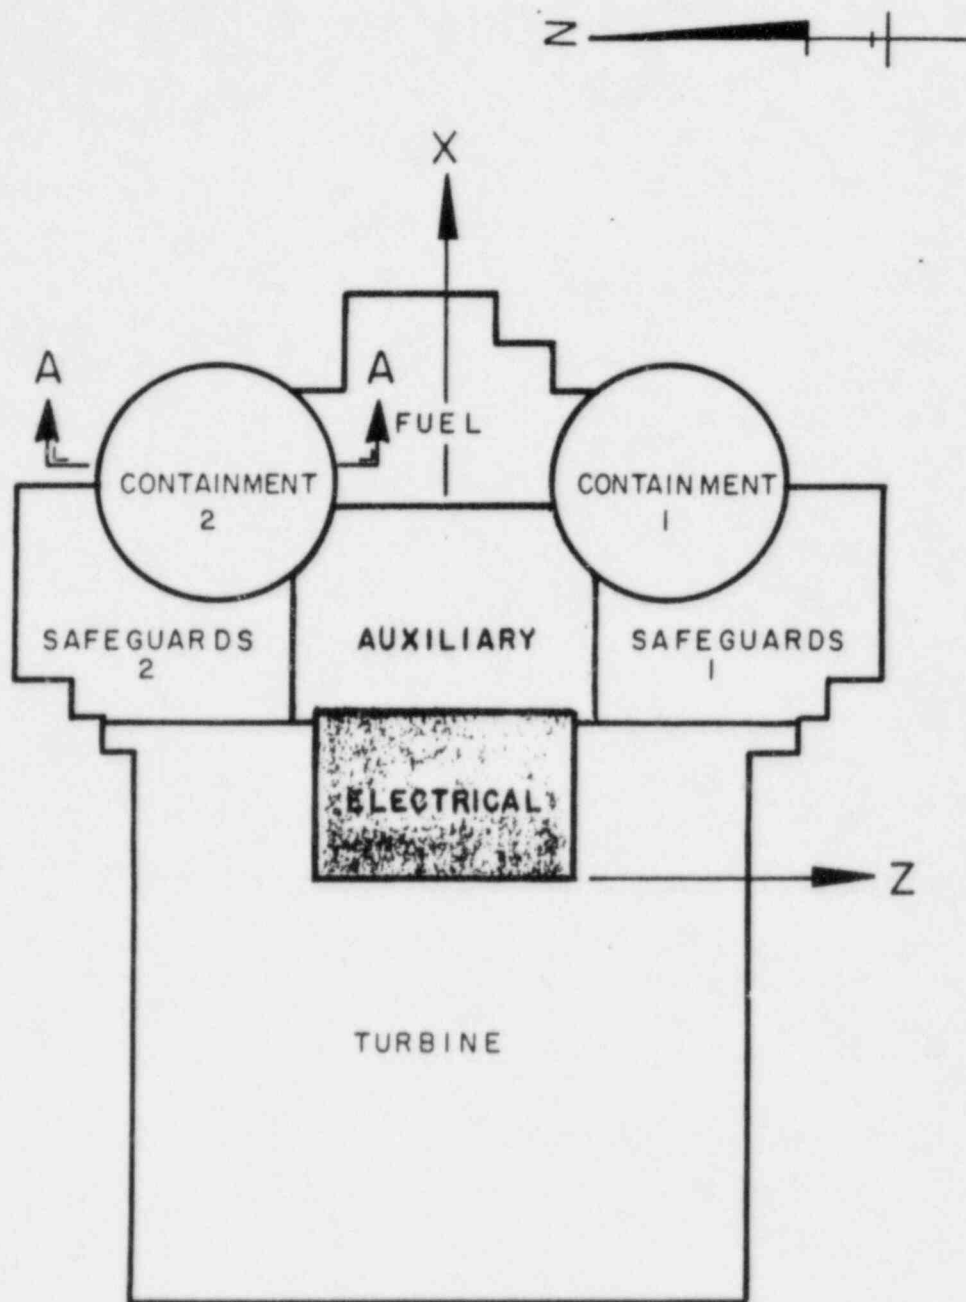 N
X
A A
FUEL
CONTAINMENT
2
CONTAINMENT
1
SAFEGUARDS
2
AUXILIARY
SAFEGUARDS
1
ELECTRICAL
Z
TURBINE